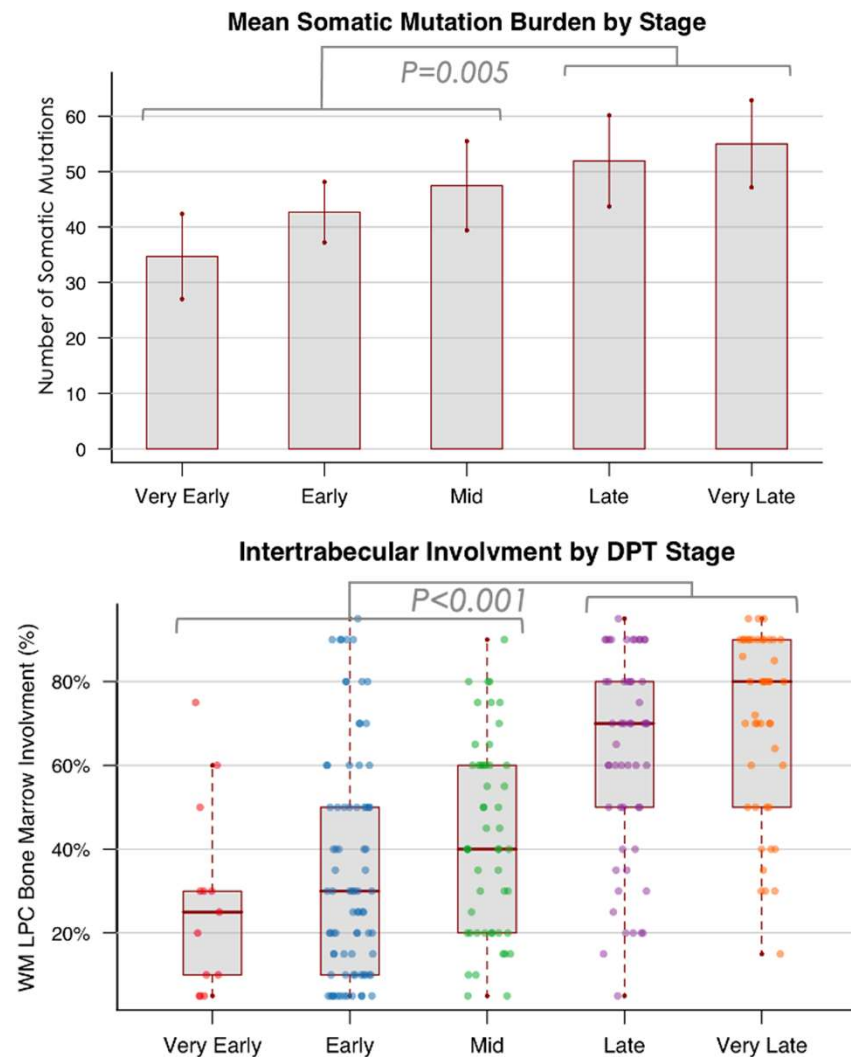 Mean Somatic Mutation Burden by Stage
P=0.005
Number of Somatic Mutations
60
50
40
30
20
10
0
Very Early
Early
Mid
Late
Very Late
Intertrabecular Involvment by DPT Stage
P<0.001
WM LPC Bone Marrow Involvment (%)
80%
60%
40%
20%
Very Early
Early
Mid
Late
Very Late